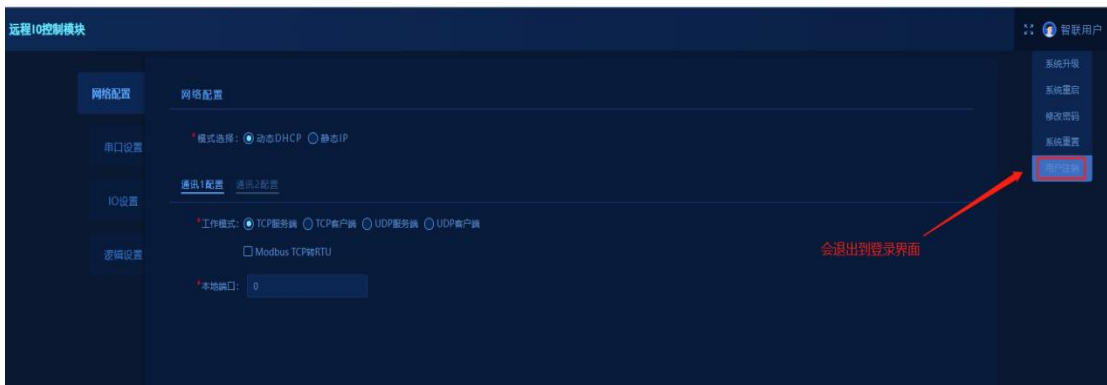 远程IO控制模块
智联用户
系统升级
系统重启
修改密码
系统重置
用户注销
网络配置
串口设置
IO设置
逻辑设置
网络配置
*模式选择: 动态DHCP 静态IP
通讯1配置 通讯2配置
*工作模式: TCP服务端 TCP客户端 UDP服务端 UDP客户端
Modbus TCP转RTU
*本地端口: 0
会退出到登录界面